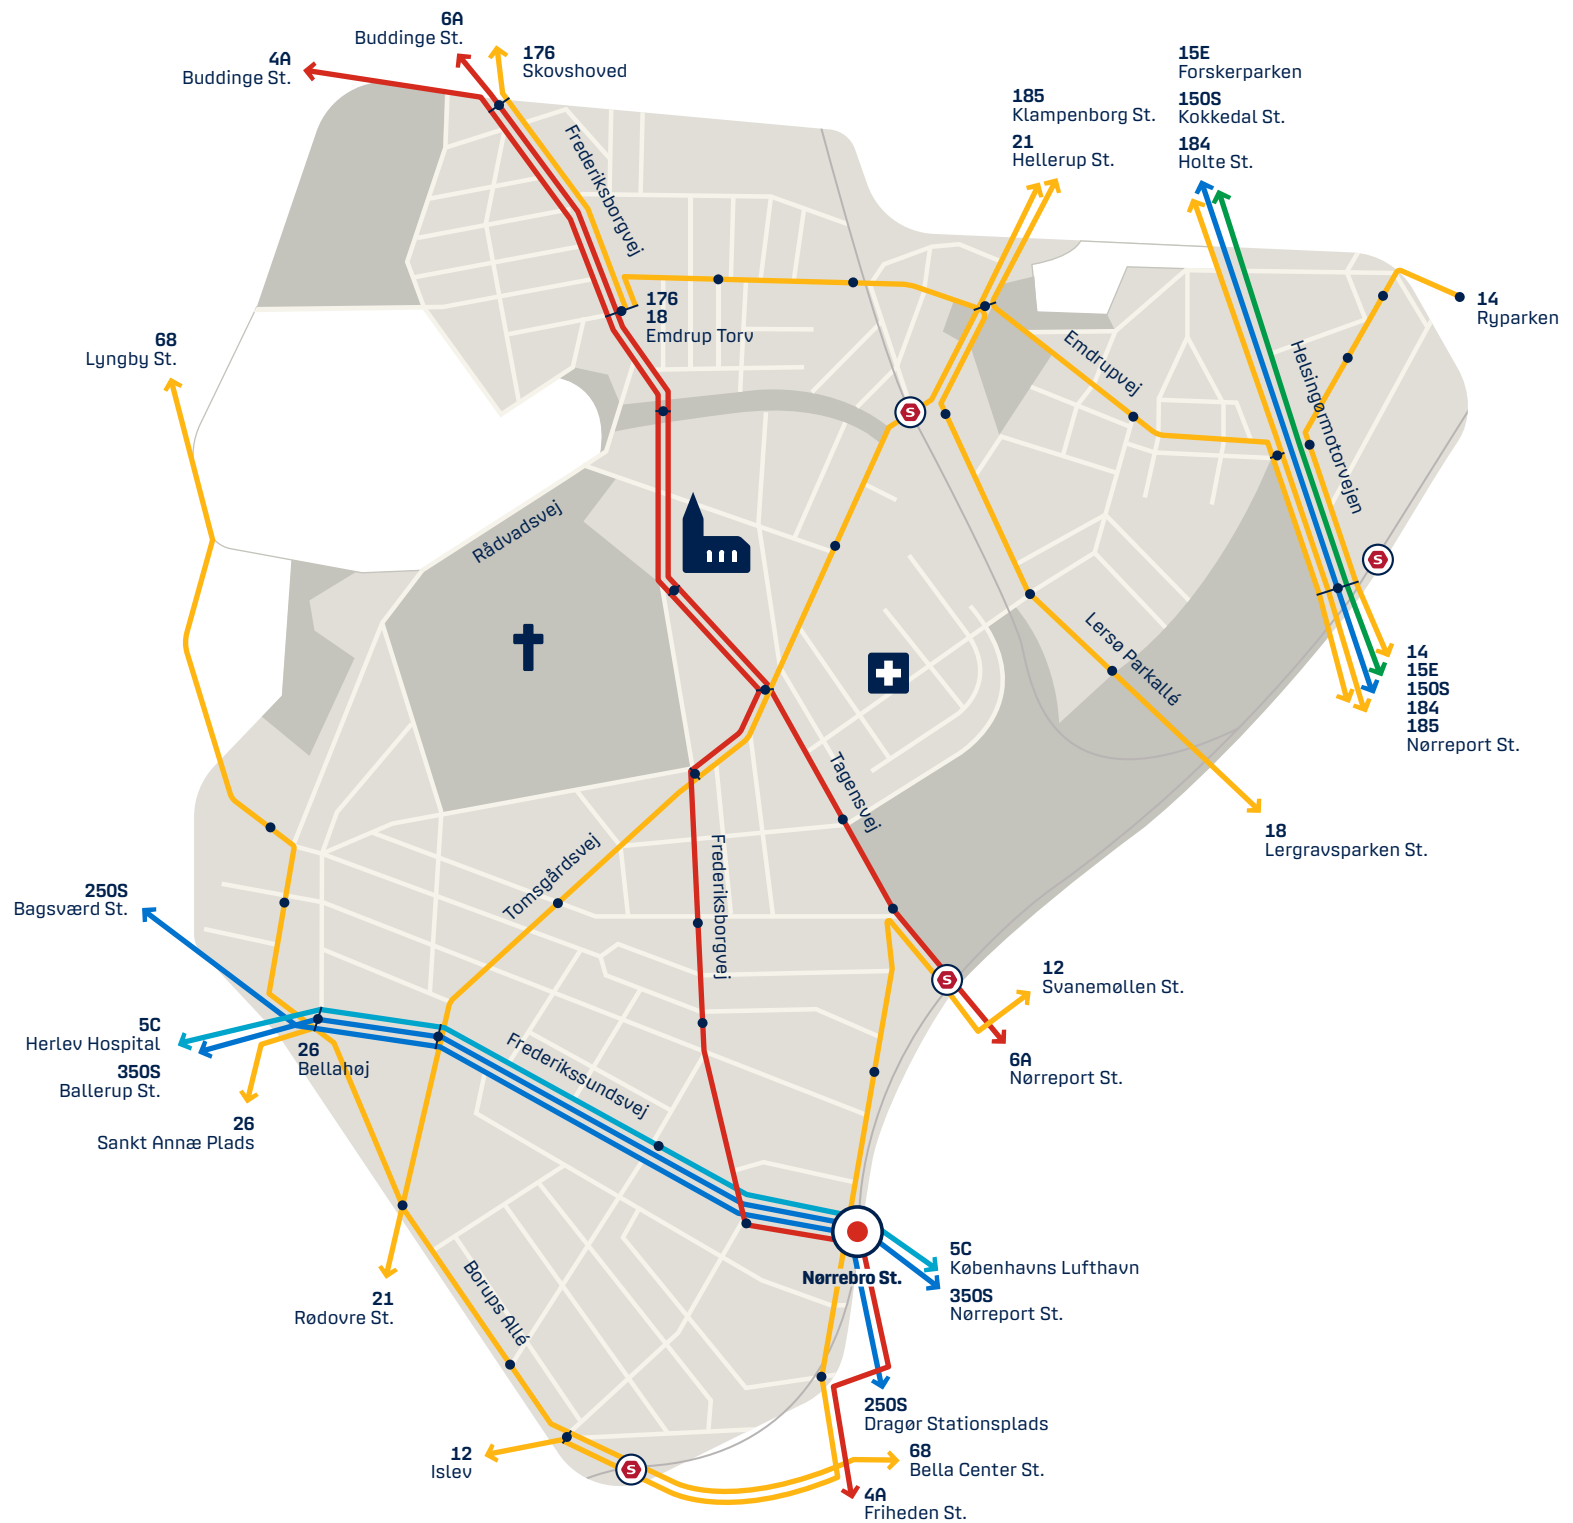 6A
Buddinge St.
4A
Buddinge St.
176
Skovshoved
15E
Forskerparken
150S
Kokkedal St.
184
Holte St.
185
Klampenborg St.
21
Hellerup St.
Frederiksborgvej
176
18
Emdrup Torv
14
Ryparken
68
Lyngby St.
Emdrupvej
Helsingørmotorvejen
S
Rådvadsvej
S
Lersø Parkallé
14
15E
150S
184
185
Nørreport St.
Tagensvej
18
Lergravsparken St.
Tomsgårdsvej
Frederiksborgvej
250S
Bagsværd St.
S
12
Svanemøllen St.
5C
Herlev Hospital
350S
Ballerup St.
26
Bellahøj
Frederikssundsvej
6A
Nørreport St.
26
Sankt Annæ Plads
Nørrebro St.
5C
Københavns Lufthavn
350S
Nørreport St.
21
Rødovre St.
Borups Allé
250S
Dragør Stationsplads
12
Islev
S
68
Bella Center St.
4A
Friheden St.